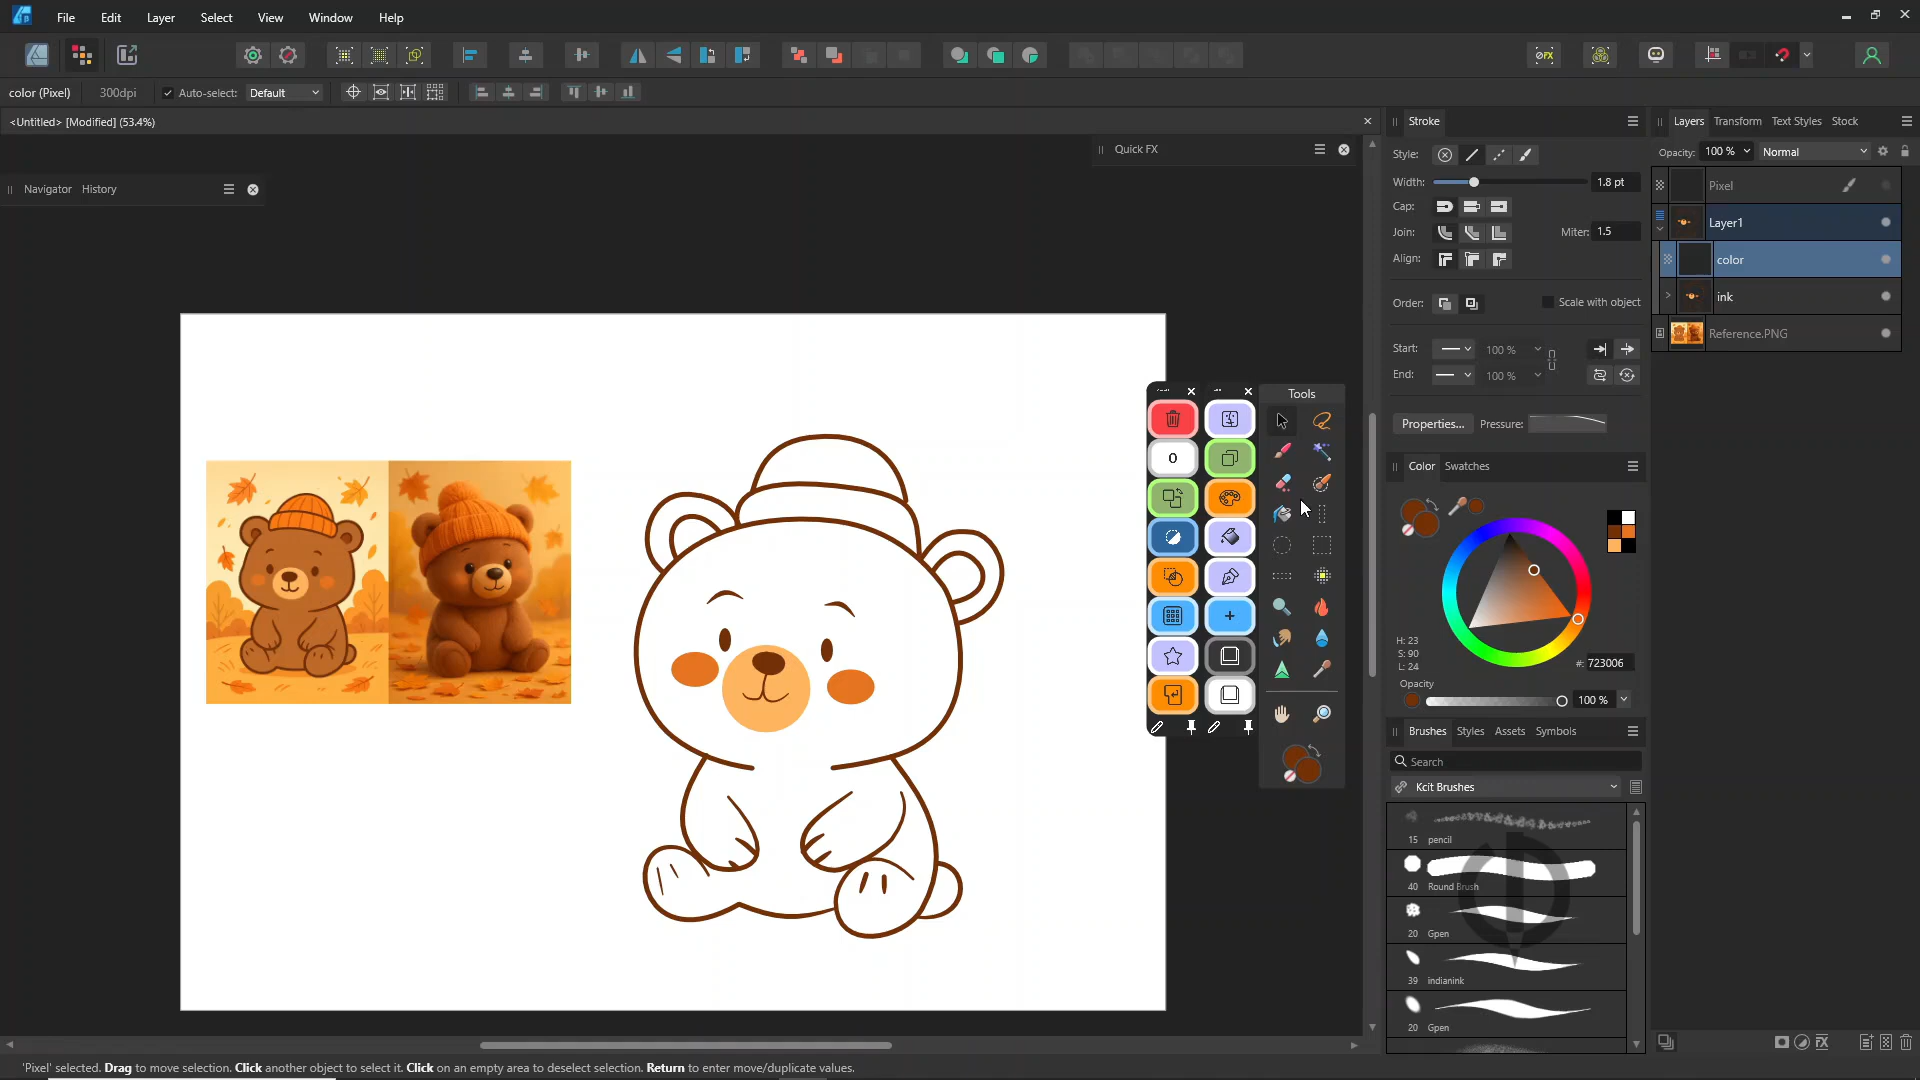 File Edit Layer Select View Window Help
color (Pixel) 300dpi Auto-select: Default
<Untitled> [Modified] (53.4%)
Quick FX
Navigator History
Stroke
Style:
Width: 1.8 pt
Cap:
Join: Miter: 1.5
Align:
Order: Scale with object
Start: 100 %
End: 100 %
Properties... Pressure:
Color Swatches
H: 23
S: 90
L: 24
#: 723006
Opacity
100 %
Brushes Styles Assets Symbols
Search
Kcit Brushes
15 pencil
40 Round Brush
20 Gpen
39 indianink
20 Gpen
Layers Transform Text Styles Stock
Opacity: 100 % Normal
Pixel
Layer1
color
ink
Reference.PNG
Tools
0
'Pixel' selected. Drag to move selection. Click another object to select it. Click on an empty area to deselect selection. Return to enter move/duplicate values.